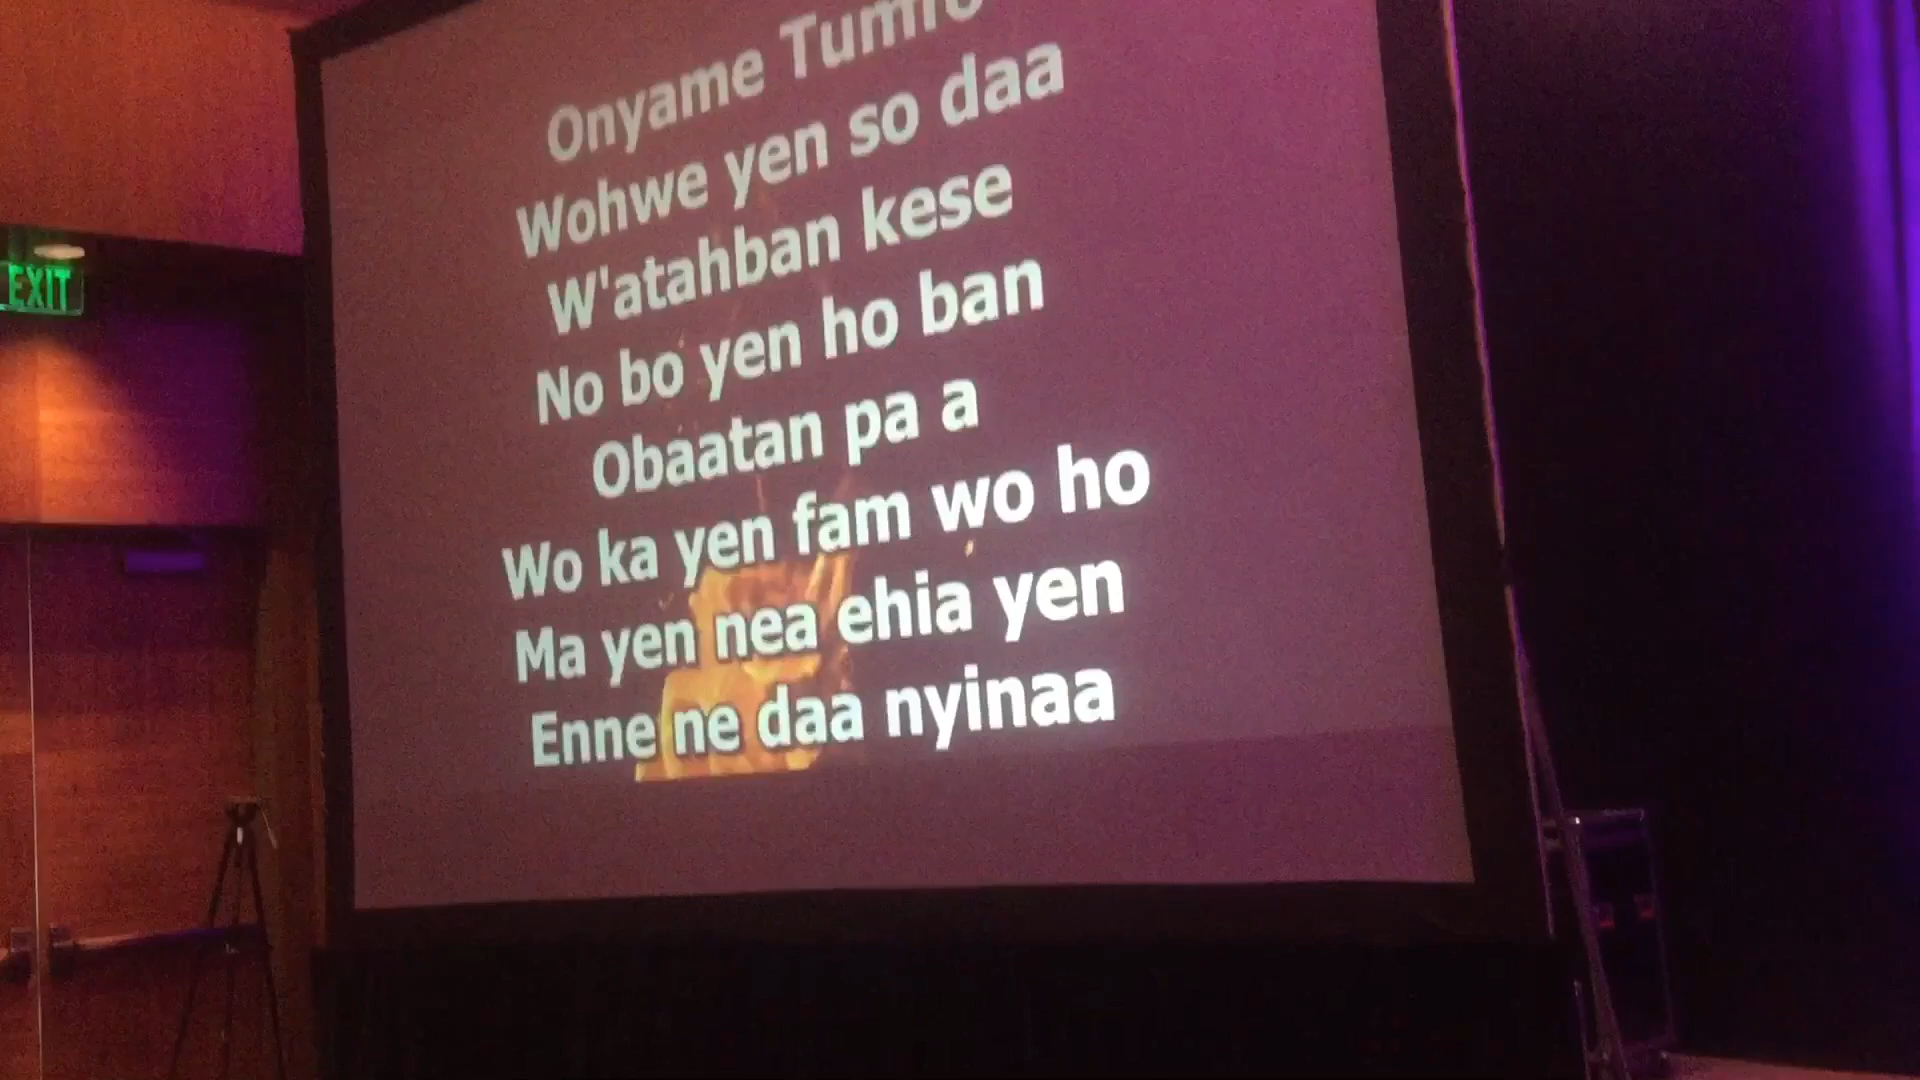 Onyame Tumfo
Wohwe yen so daa
W'atahban kese
No bo yen ho ban
Obaatan pa a
Wo ka yen fam wo ho
Ma yen nea ehia yen
Enne ne daa nyinaa
EXIT